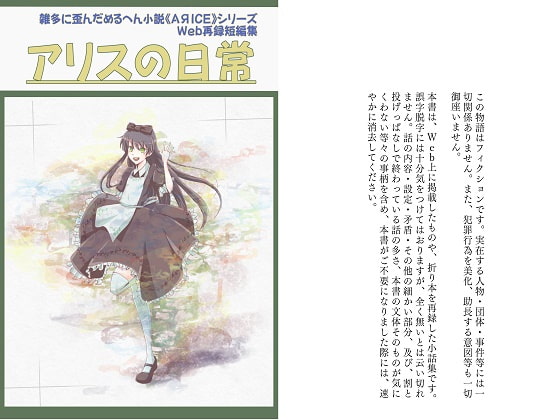 雑多に歪んだめるへん小説《AЯICE》シリーズ
Web再録短編集
アリスの日常
この物語はフィクションです。実在する人物・団体・事件等には一
切関係ありません。また、犯罪行為を美化、助長する意図等も一切
御座いません。
本書は、Web上に掲載したものや、折り本を再録した小話集です。
誤字脱字には十分気をつけてはおりますが、全く無いとは云い切れ
ません。話の内容・設定・矛盾・その他の細かい部分、及び、割と
投げっぱなしで終わっている話の多さ、本書の文体そのものが気に
くわない等々の事柄を含め、本書がご不要になりました際には、速
やかに消去してください。